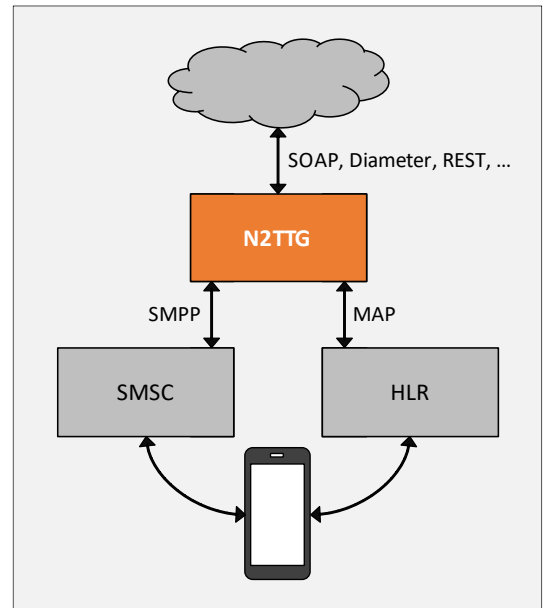 SOAP, Diameter, REST, ...
N2TTG
SMPP
MAP
SMSC
HLR